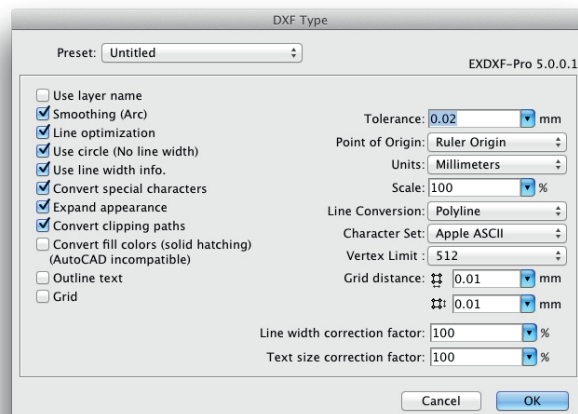 DXF Type
Preset: Untitled
EXDXF-Pro 5.0.0.1
Use layer name
Smoothing (Arc)
Line optimization
Use circle (No line width)
Use line width info.
Convert special characters
Expand appearance
Convert clipping paths
Convert fill colors (solid hatching)
(AutoCAD incompatible)
Outline text
Grid
Tolerance: 0.02 mm
Point of Origin: Ruler Origin
Units: Millimeters
Scale: 100 %
Line Conversion: Polyline
Character Set: Apple ASCII
Vertex Limit : 512
Grid distance: 0.01 mm
0.01 mm
Line width correction factor: 100 %
Text size correction factor: 100 %
Cancel OK